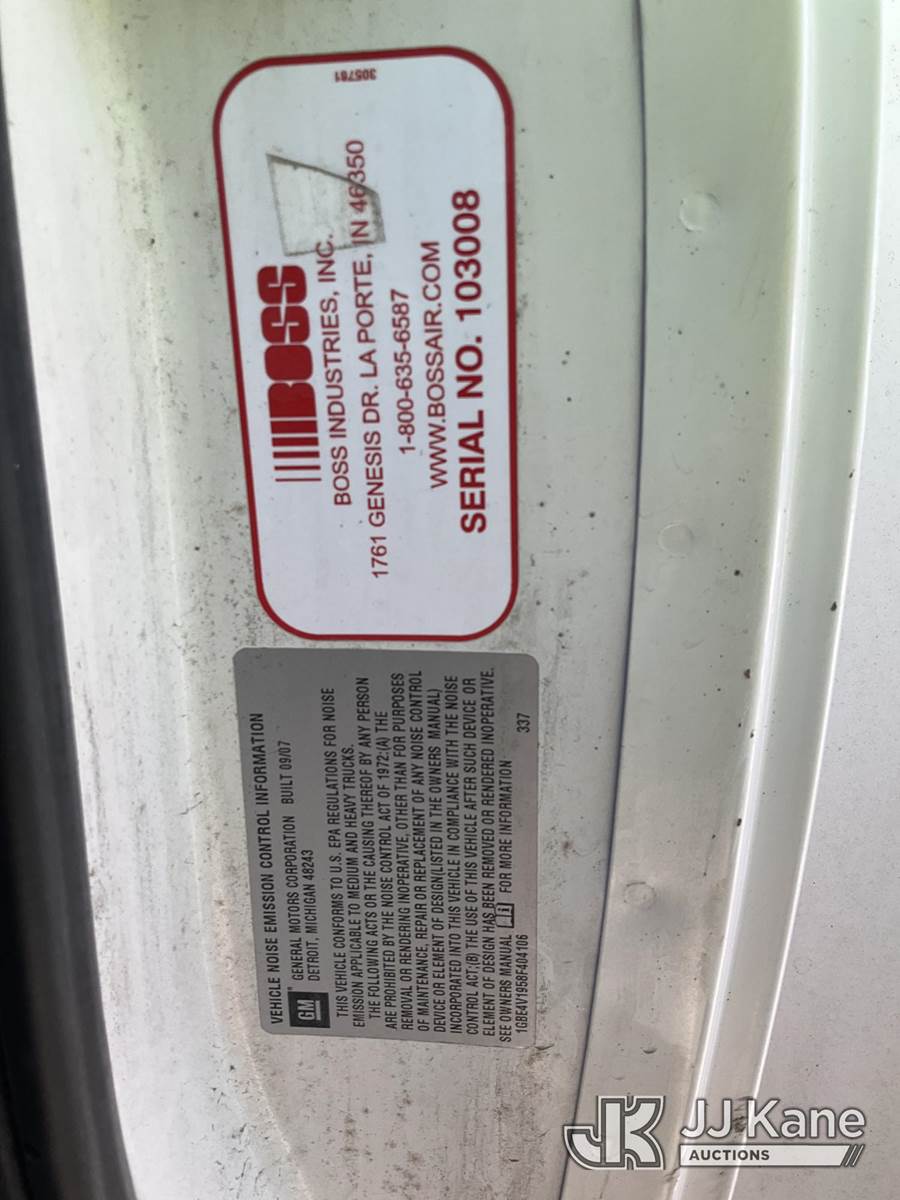 305781
BOSS
BOSS INDUSTRIES, INC.
1761 GENESIS DR. LA PORTE, IN 46350
1-800-635-6587
WWW.BOSSAIR.COM
SERIAL NO. 103008
VEHICLE NOISE EMISSION CONTROL INFORMATION
GM
GENERAL MOTORS CORPORATION BUILT 09/07
DETROIT, MICHIGAN 48243
THIS VEHICLE CONFORMS TO U.S. EPA REGULATIONS FOR NOISE
EMISSION APPLICABLE TO MEDIUM AND HEAVY TRUCKS.
THE FOLLOWING ACTS OR THE CAUSING THEREOF BY ANY PERSON
ARE PROHIBITED BY THE NOISE CONTROL ACT OF 1972:(A) THE
REMOVAL OR RENDERING INOPERATIVE, OTHER THAN FOR PURPOSES
OF MAINTENANCE, REPAIR OR REPLACEMENT OF ANY NOISE CONTROL
DEVICE OR ELEMENT OF DESIGN(LISTED IN THE OWNERS MANUAL)
INCORPORATED INTO THIS VEHICLE IN COMPLIANCE WITH THE NOISE
CONTROL ACT;(B) THE USE OF THIS VEHICLE AFTER SUCH DEVICE OR
ELEMENT OF DESIGN HAS BEEN REMOVED OR RENDERED INOPERATIVE.
SEE OWNERS MANUAL FOR MORE INFORMATION
1GBE4V1958F404106 337
JK JJ Kane
AUCTIONS